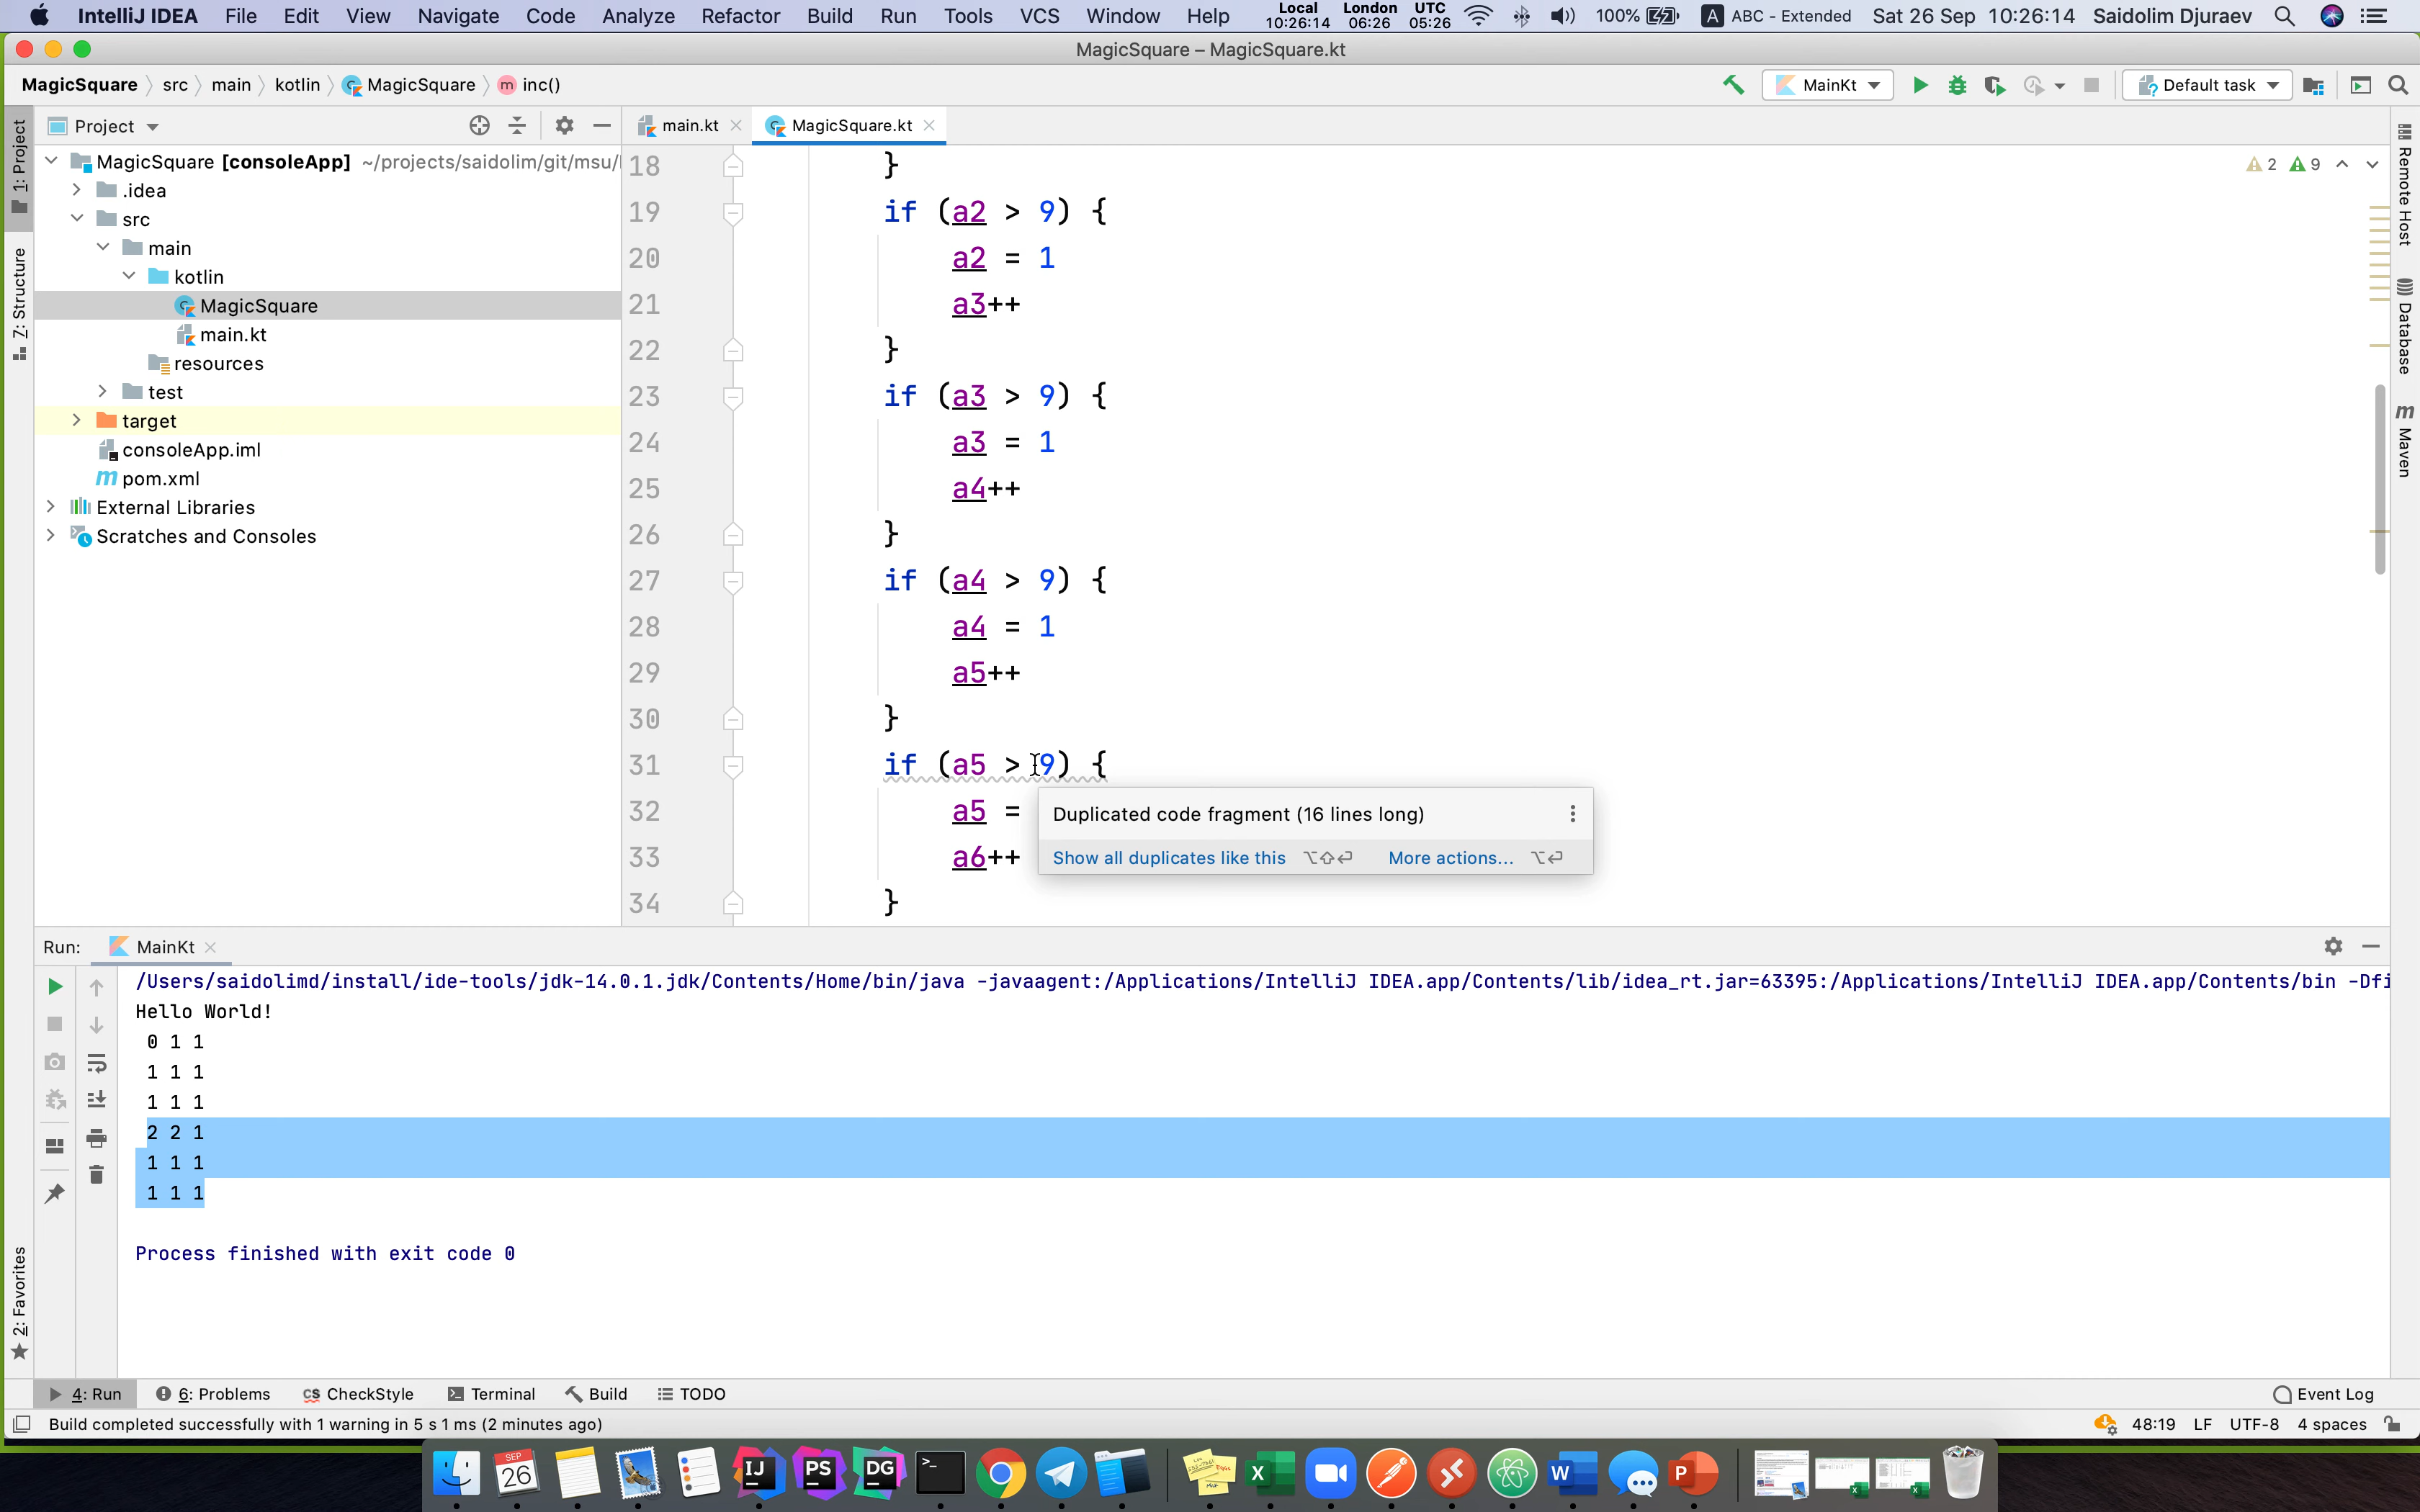 IntelliJ IDEA File Edit View Navigate Code Analyze Refactor Build Run Tools VCS Window Help Local 10:26:14 London 06:26 UTC 05:26 100% A ABC - Extended Sat 26 Sep 10:26:14 Saidolim Djuraev
MagicSquare – MagicSquare.kt
MagicSquare src main kotlin MagicSquare m inc() MainKt Default task
Project main.kt MagicSquare.kt
1: Project
Z: Structure
2: Favorites
MagicSquare [consoleApp] ~/projects/saidolim/git/msu/
.idea
src
main
kotlin
MagicSquare
main.kt
resources
test
target
consoleApp.iml
pom.xml
External Libraries
Scratches and Consoles
2 9
18 }
19 if (a2 > 9) {
20 a2 = 1
21 a3++
22 }
23 if (a3 > 9) {
24 a3 = 1
25 a4++
26 }
27 if (a4 > 9) {
28 a4 = 1
29 a5++
30 }
31 if (a5 > 9) {
32 a5 =
33 a6++
34 }
Duplicated code fragment (16 lines long)
Show all duplicates like this ⌥⇧⏎ More actions... ⌥⏎
Remote Host
Database
m Maven
Run: MainKt
/Users/saidolimd/install/ide-tools/jdk-14.0.1.jdk/Contents/Home/bin/java -javaagent:/Applications/IntelliJ IDEA.app/Contents/lib/idea_rt.jar=63395:/Applications/IntelliJ IDEA.app/Contents/bin -Dfi
Hello World!
0 1 1
1 1 1
1 1 1
2 2 1
1 1 1
1 1 1
Process finished with exit code 0
4: Run 6: Problems CS CheckStyle Terminal Build TODO Event Log
Build completed successfully with 1 warning in 5 s 1 ms (2 minutes ago) 48:19 LF UTF-8 4 spaces
SEP 26 IJ PS DG >_ X W P